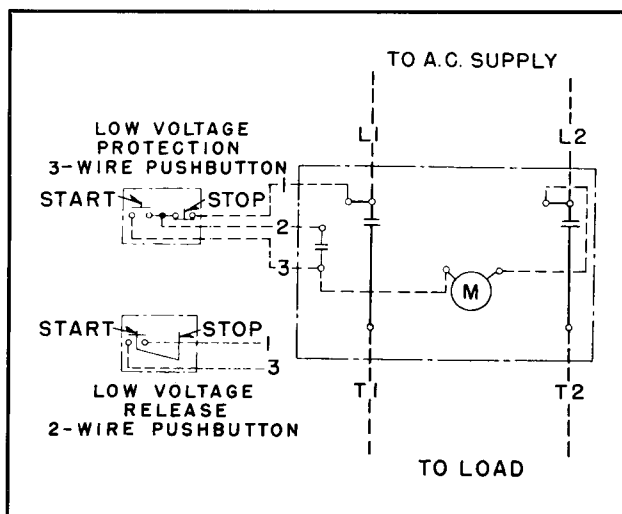 TO A.C. SUPPLY
L1
L2
LOW VOLTAGE
PROTECTION
3-WIRE PUSHBUTTON
START
STOP
1
2
3
M
START
STOP
1
3
LOW VOLTAGE
RELEASE
2-WIRE PUSHBUTTON
T1
T2
TO LOAD